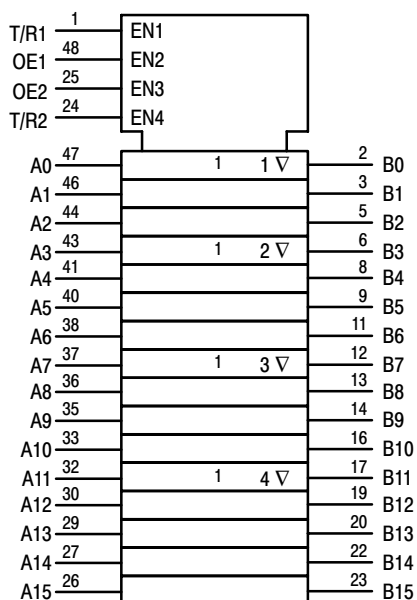 T/R1 1 EN1
OE1 48 EN2
OE2 25 EN3
T/R2 24 EN4
A0 47 1 1 ∇ 2 B0
A1 46 3 B1
A2 44 5 B2
A3 43 1 2 ∇ 6 B3
A4 41 8 B4
A5 40 9 B5
A6 38 11 B6
A7 37 1 3 ∇ 12 B7
A8 36 13 B8
A9 35 14 B9
A10 33 16 B10
A11 32 1 4 ∇ 17 B11
A12 30 19 B12
A13 29 20 B13
A14 27 22 B14
A15 26 23 B15